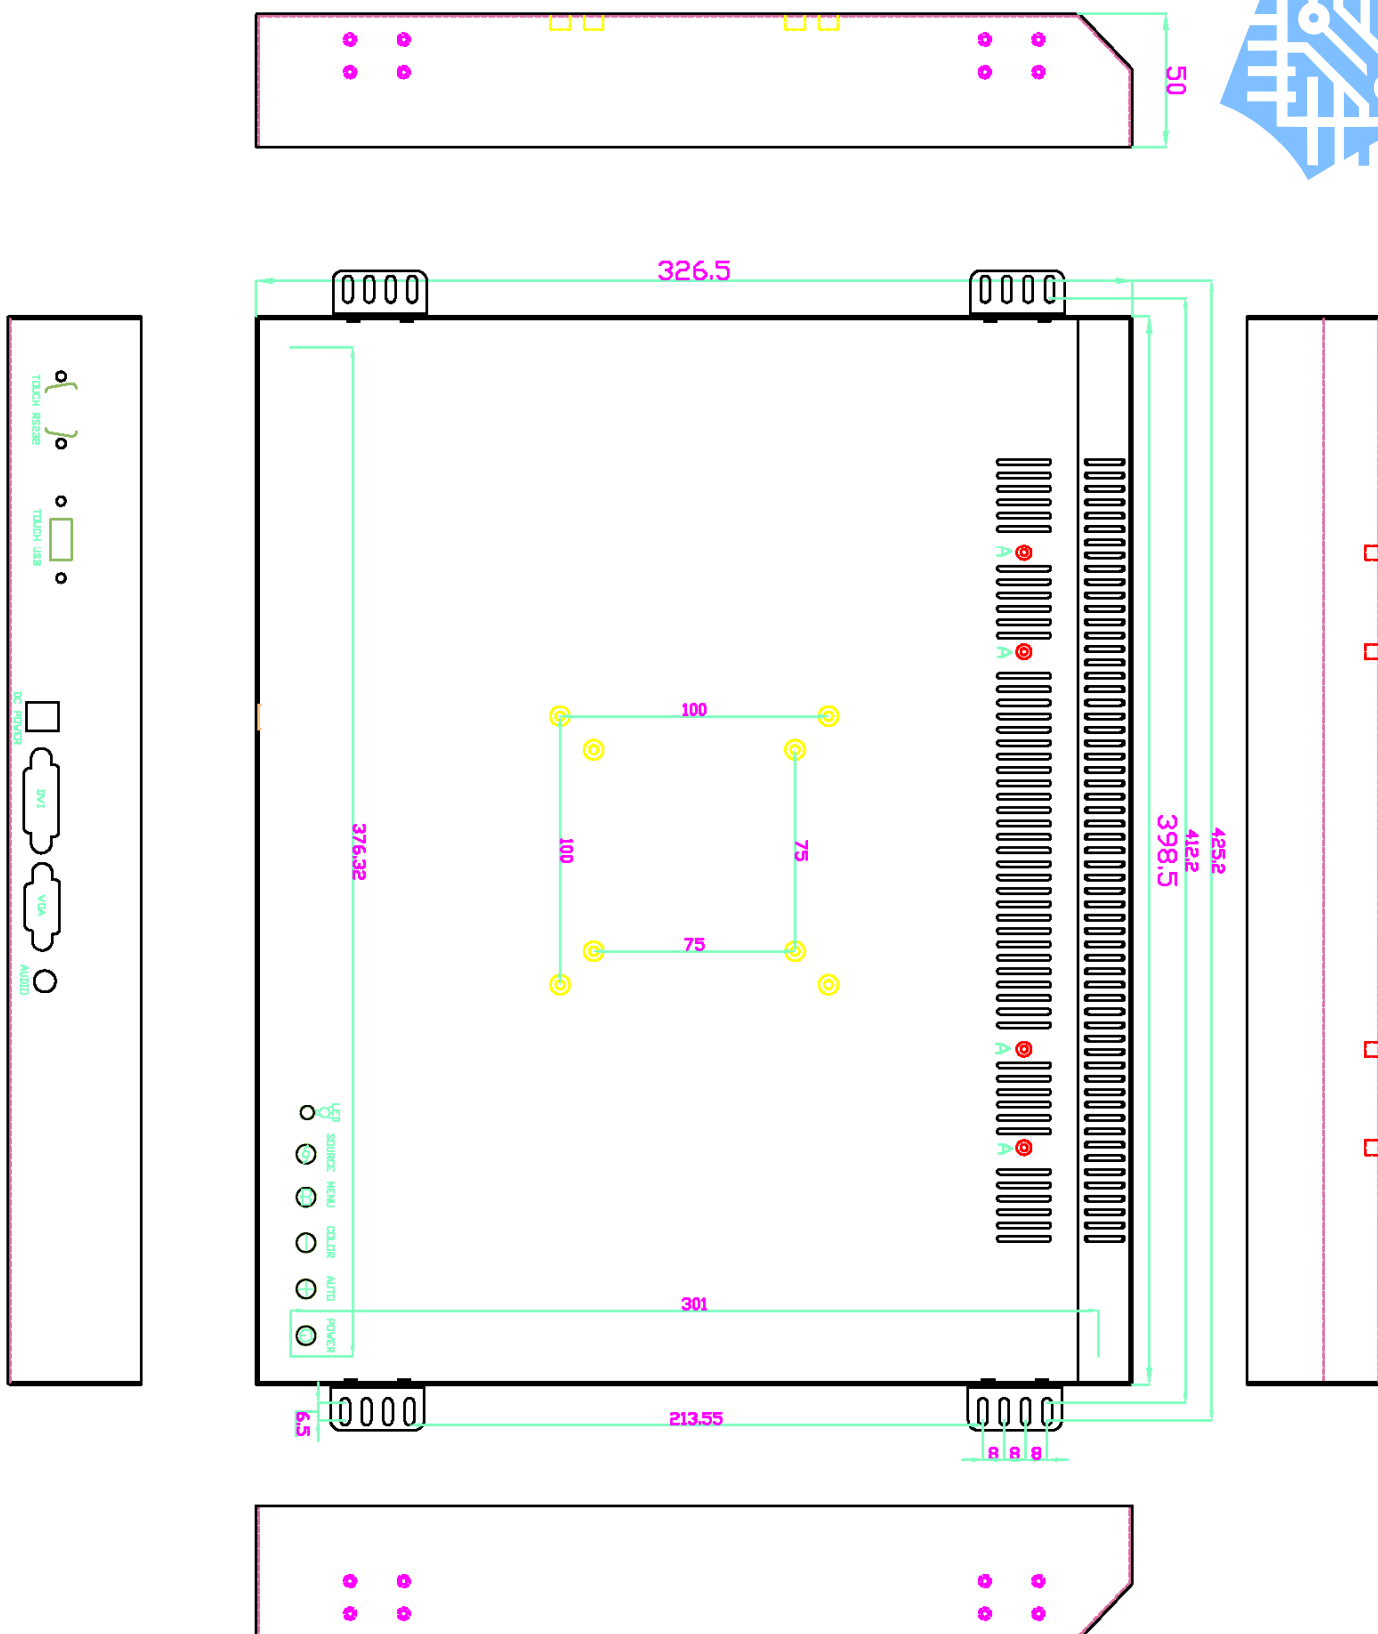 50
326.5
TOUCH RS232
TOUCH USB
DC POWER
DVI
VGA
AUDIO
A
A
100
100
75
75
376.32
398.5
412.2
425.2
A
A
LED
SOURCE
MENU
COLOR
AUTO
POWER
301
6.5
213.55
8
8
8